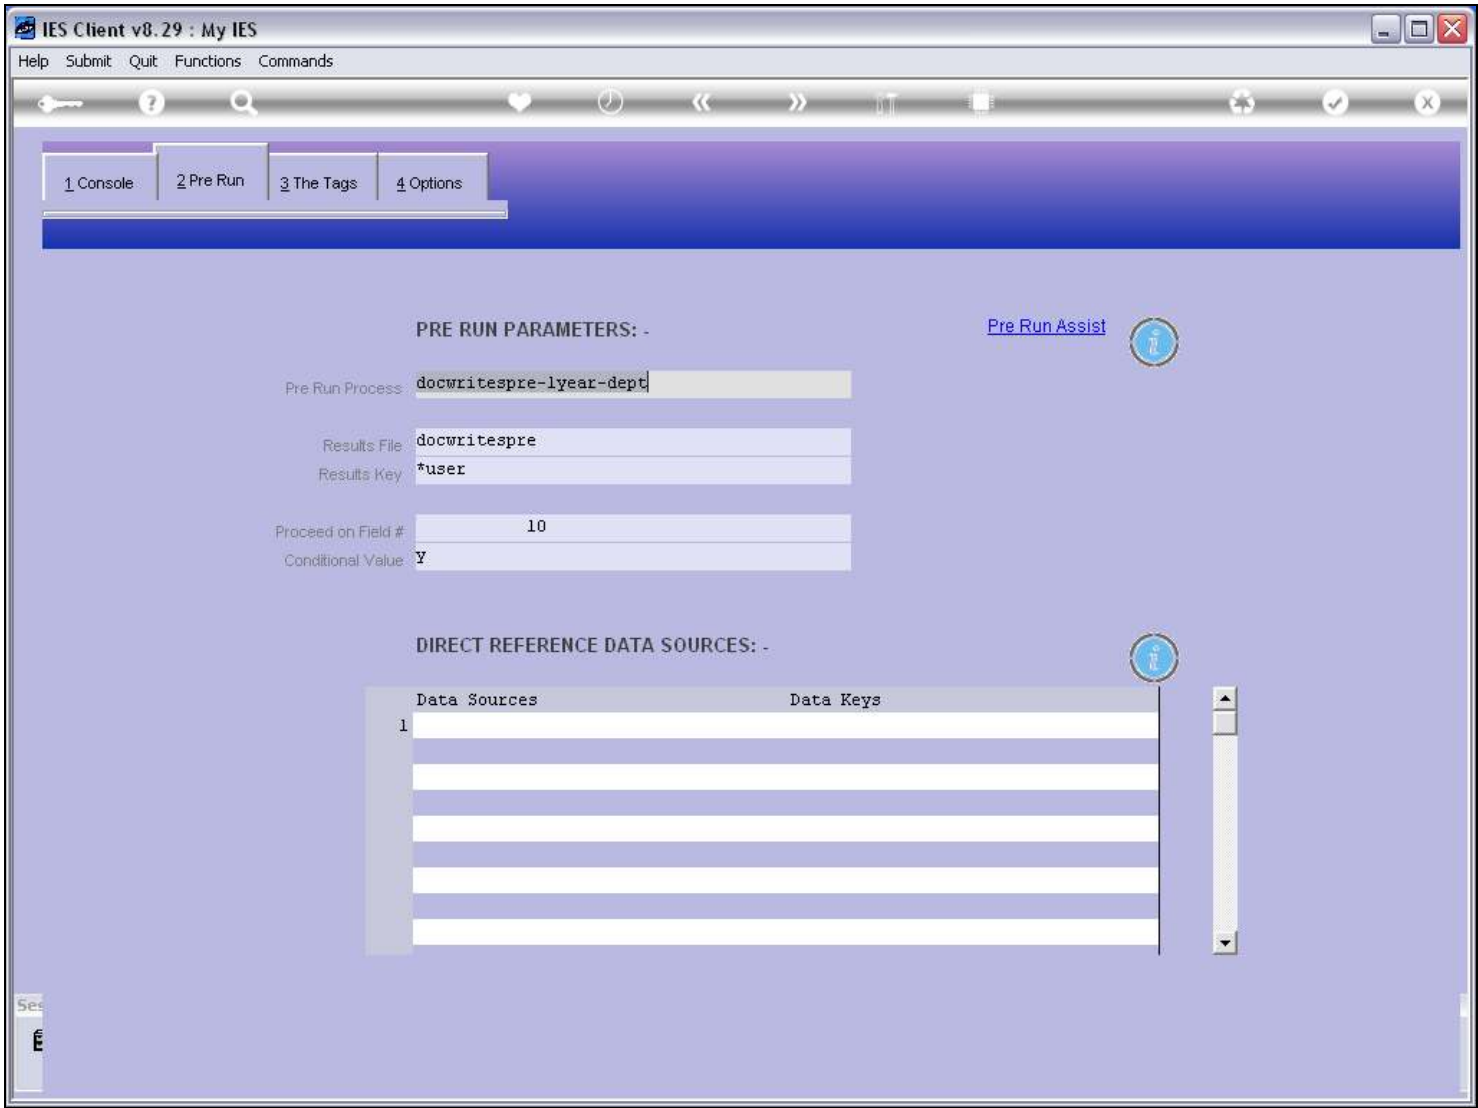 IES Client v8.29 : My IES
Help Submit Quit Functions Commands
1 Console 2 Pre Run 3 The Tags 4 Options
PRE RUN PARAMETERS: - Pre Run Assist
Pre Run Process docwritespre-lyear-dept
Results File docwritespre
Results Key *user
Proceed on Field # 10
Conditional Value Y
DIRECT REFERENCE DATA SOURCES: -
Data Sources Data Keys
1
Ses